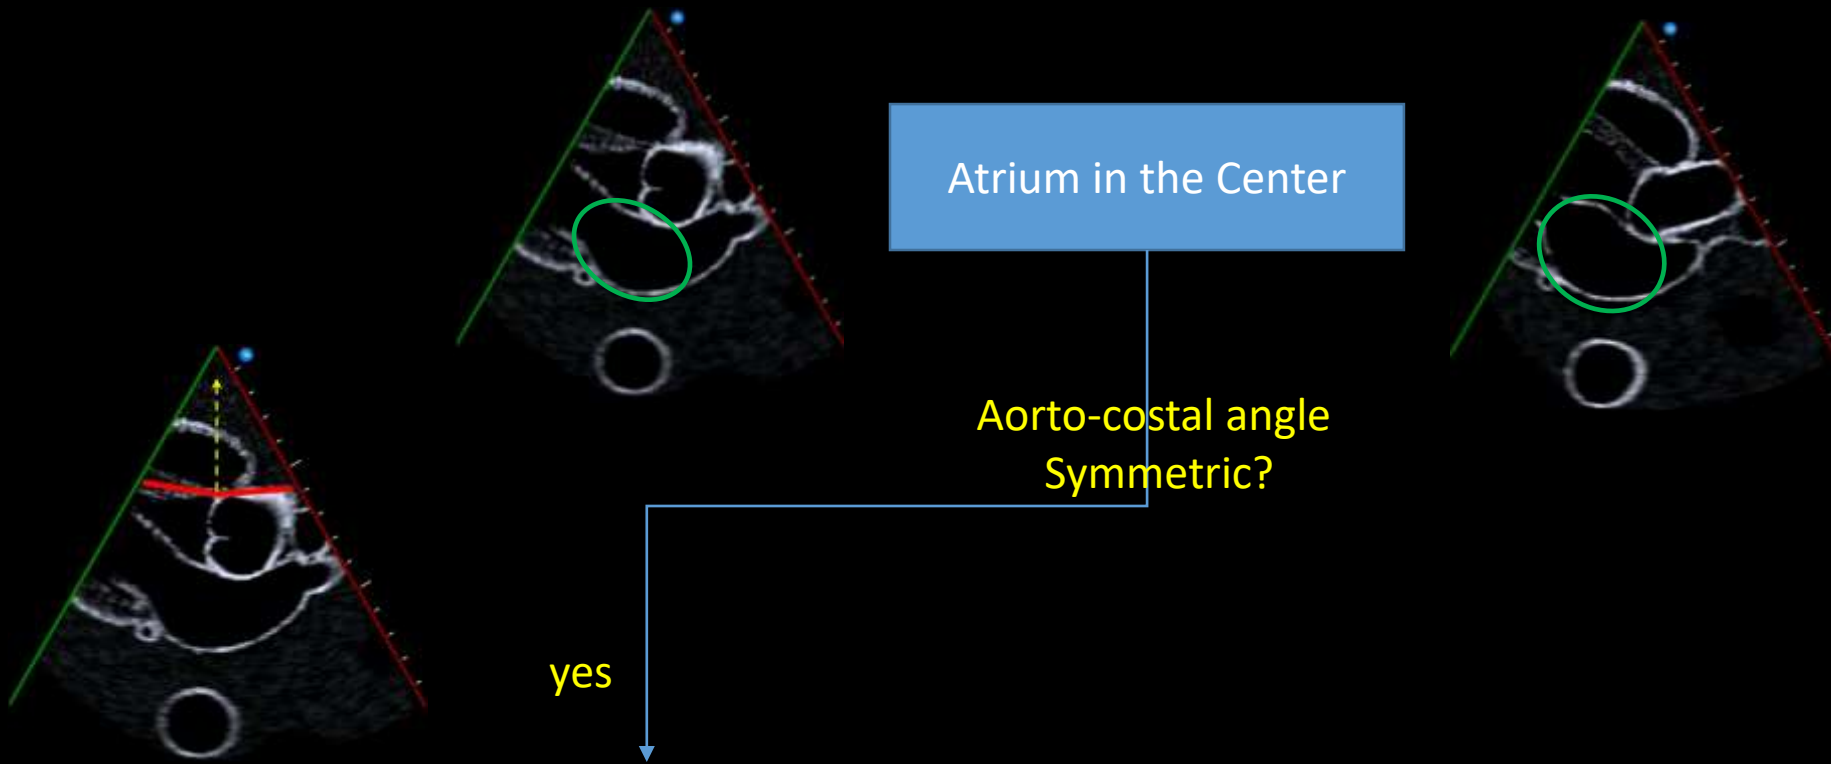 Atrium in the Center
Aorto-costal angle
Symmetric?
yes